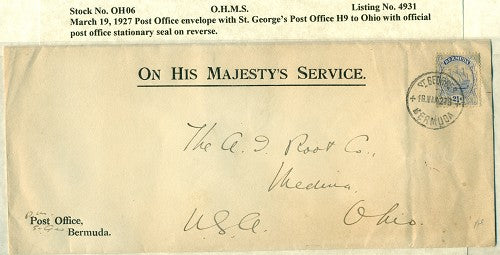 Stock No. OH06 O.H.M.S. Listing No. 4931
March 19, 1927 Post Office envelope with St. George's Post Office H9 to Ohio with official
post office stationary seal on reverse.
ON HIS MAJESTY'S SERVICE.
BERMUDA
ST. GEORGE'S
BERMUDA
The A. I. Root Co.,
Medina,
Ohio.
U.S.A.
Post Office,
Bermuda.